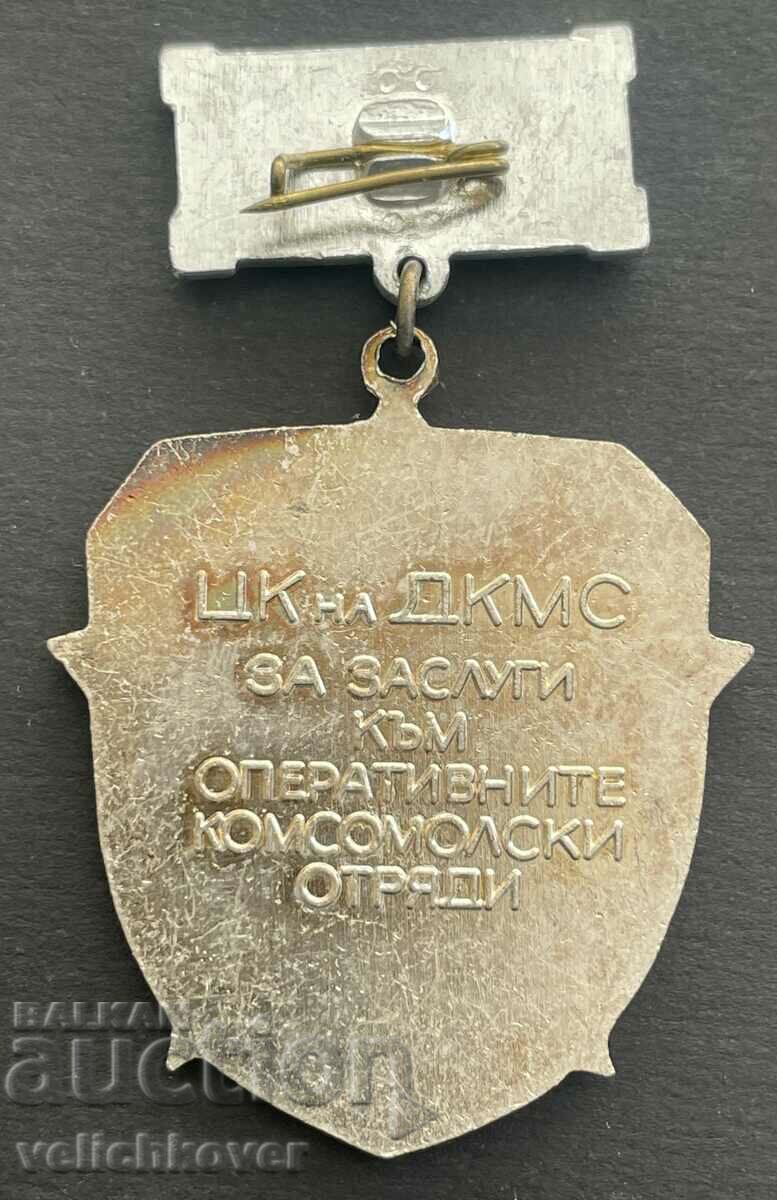 ЦК на ДКМС
ЗА ЗАСЛУГИ
КЪМ
ОПЕРАТИВНИТЕ
КОМСОМОЛСКИ
ОТРЯДИ
BALKAN
auction
velichkover